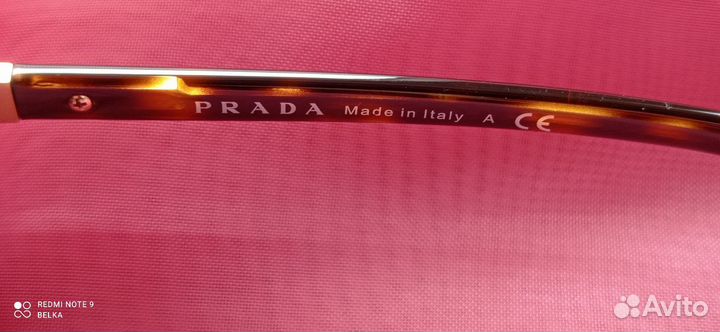 PRADA Made in Italy A CE
REDMI NOTE 9
BELKA
Avito